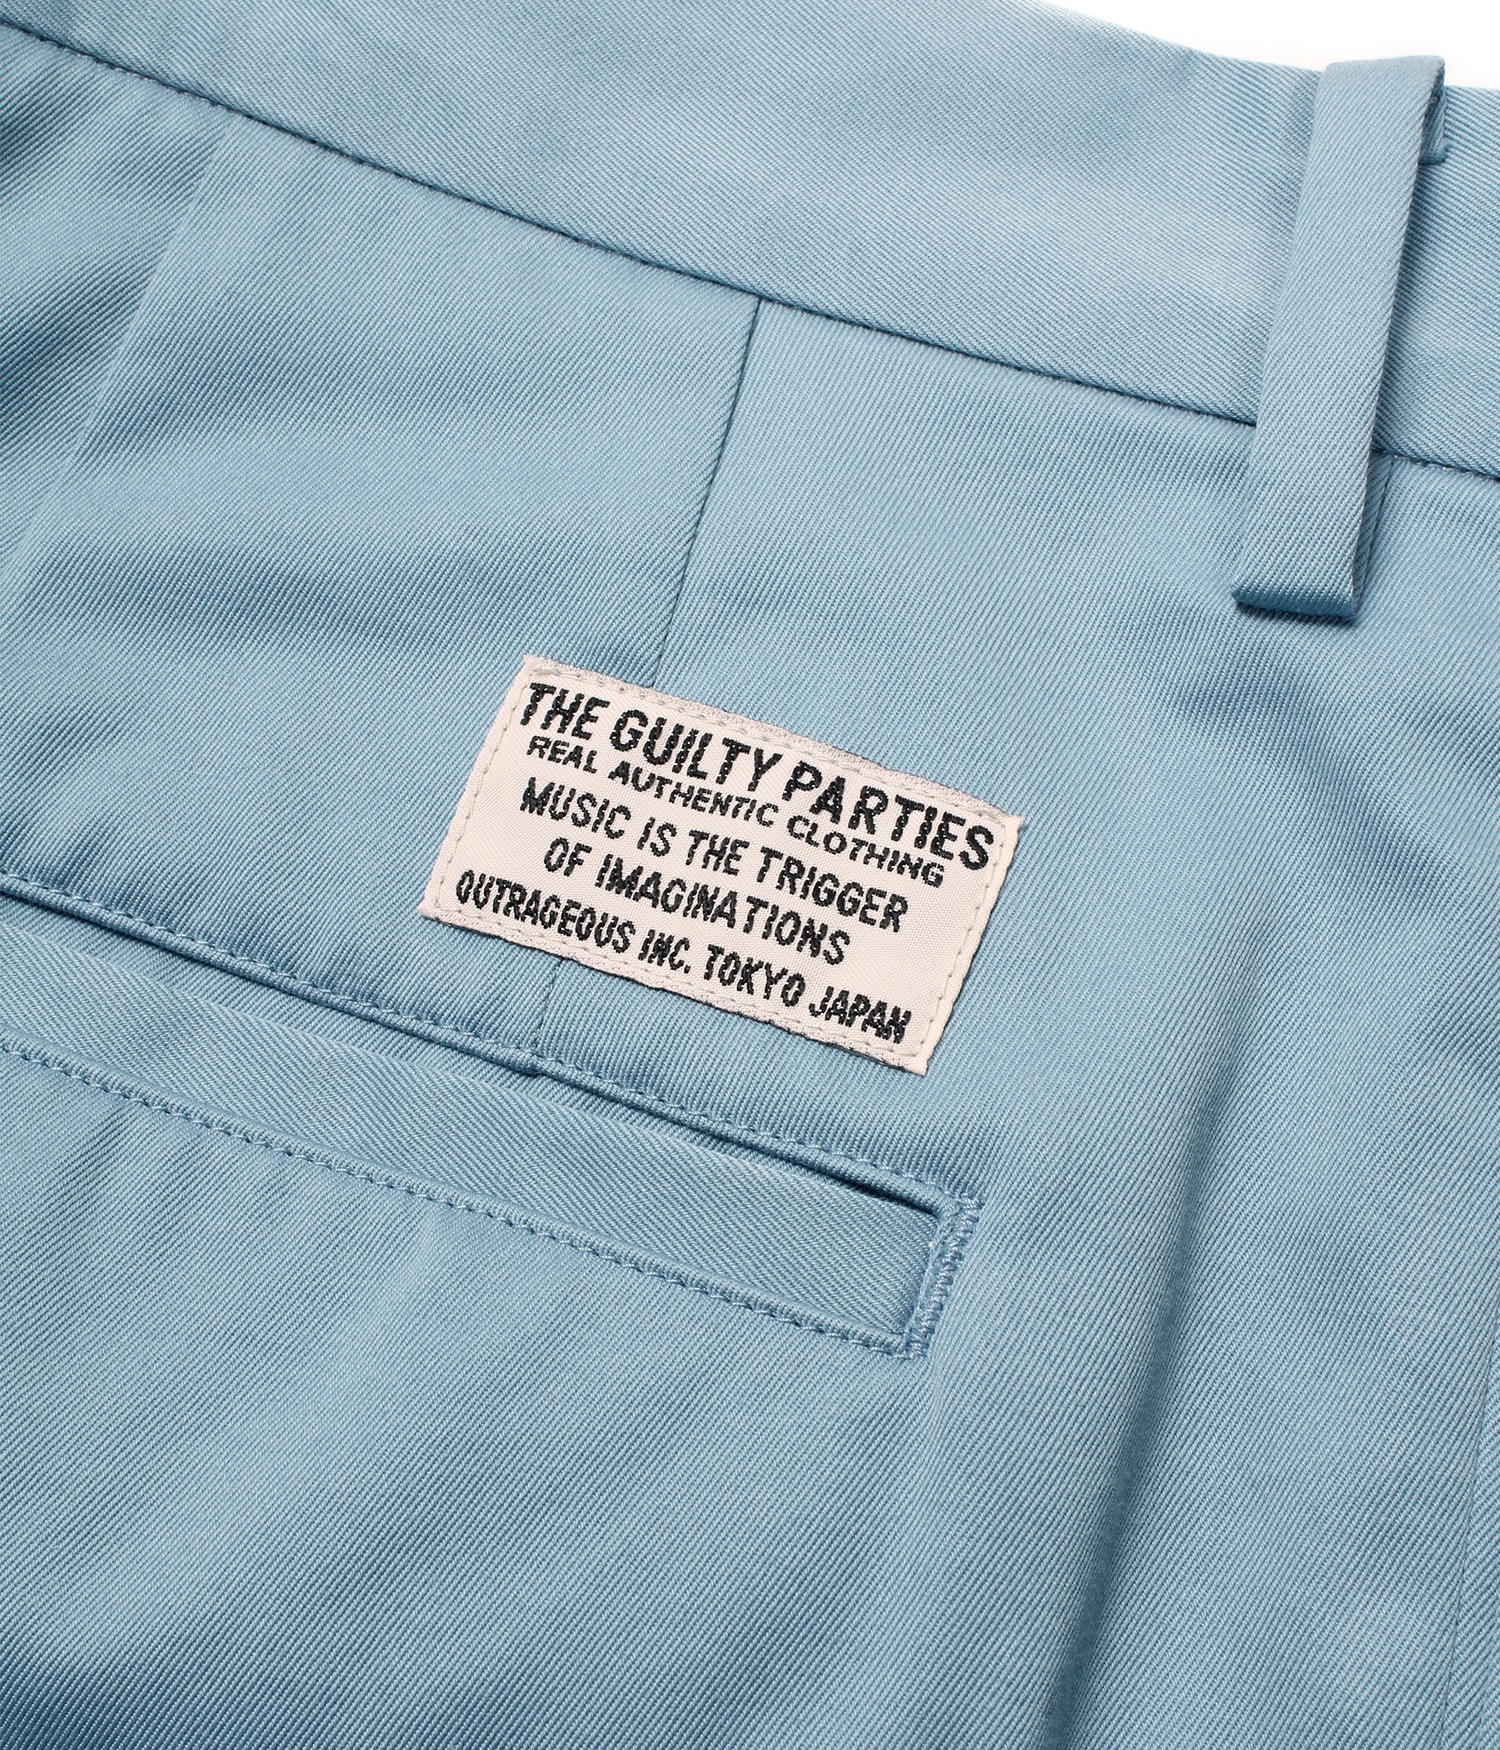 THE GUILTY PARTIES
REAL AUTHENTIC CLOTHING
MUSIC IS THE TRIGGER
OF IMAGINATIONS
OUTRAGEOUS INC. TOKYO JAPAN